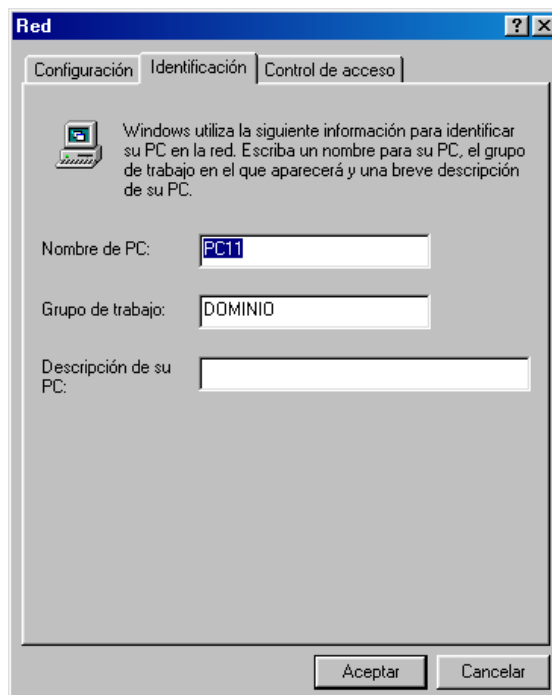 Red
Configuración Identificación Control de acceso
Windows utiliza la siguiente información para identificar
su PC en la red. Escriba un nombre para su PC, el grupo
de trabajo en el que aparecerá y una breve descripción
de su PC.
Nombre de PC: PC11
Grupo de trabajo: DOMINIO
Descripción de su
PC:
Aceptar Cancelar